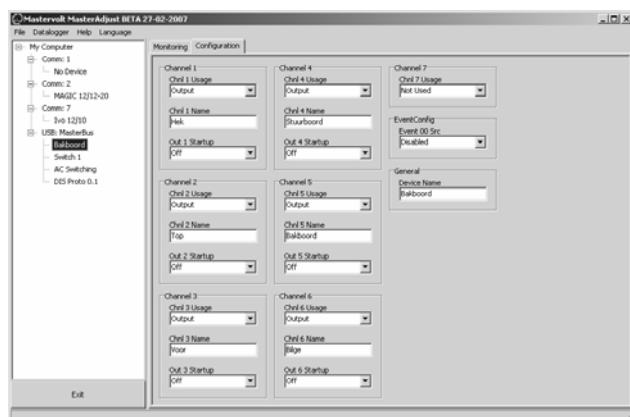 Mastervolt MasterAdjust BETA 27-02-2007
File Datalogger Help Language
My Computer
Comm: 1
No Device
Comm: 2
MAGIC 12/12-20
Comm: 7
Ivo 12/10
USB: MasterBus
Bakboord
Switch 1
AC Switching
DIS Proto 0.1
Exit
Monitoring Configuration
Channel 1
Chnl 1 Usage
Output
Chnl 1 Name
Hek
Out 1 Startup
Off
Channel 2
Chnl 2 Usage
Output
Chnl 2 Name
Top
Out 2 Startup
Off
Channel 3
Chnl 3 Usage
Output
Chnl 3 Name
Voor
Out 3 Startup
Off
Channel 4
Chnl 4 Usage
Output
Chnl 4 Name
Stuurboord
Out 4 Startup
Off
Channel 5
Chnl 5 Usage
Output
Chnl 5 Name
Bakboord
Out 5 Startup
Off
Channel 6
Chnl 6 Usage
Output
Chnl 6 Name
Bilge
Out 6 Startup
Off
Channel 7
Chnl 7 Usage
Not Used
EventConfig
Event 00 Src
Disabled
General
Device Name
Bakboord